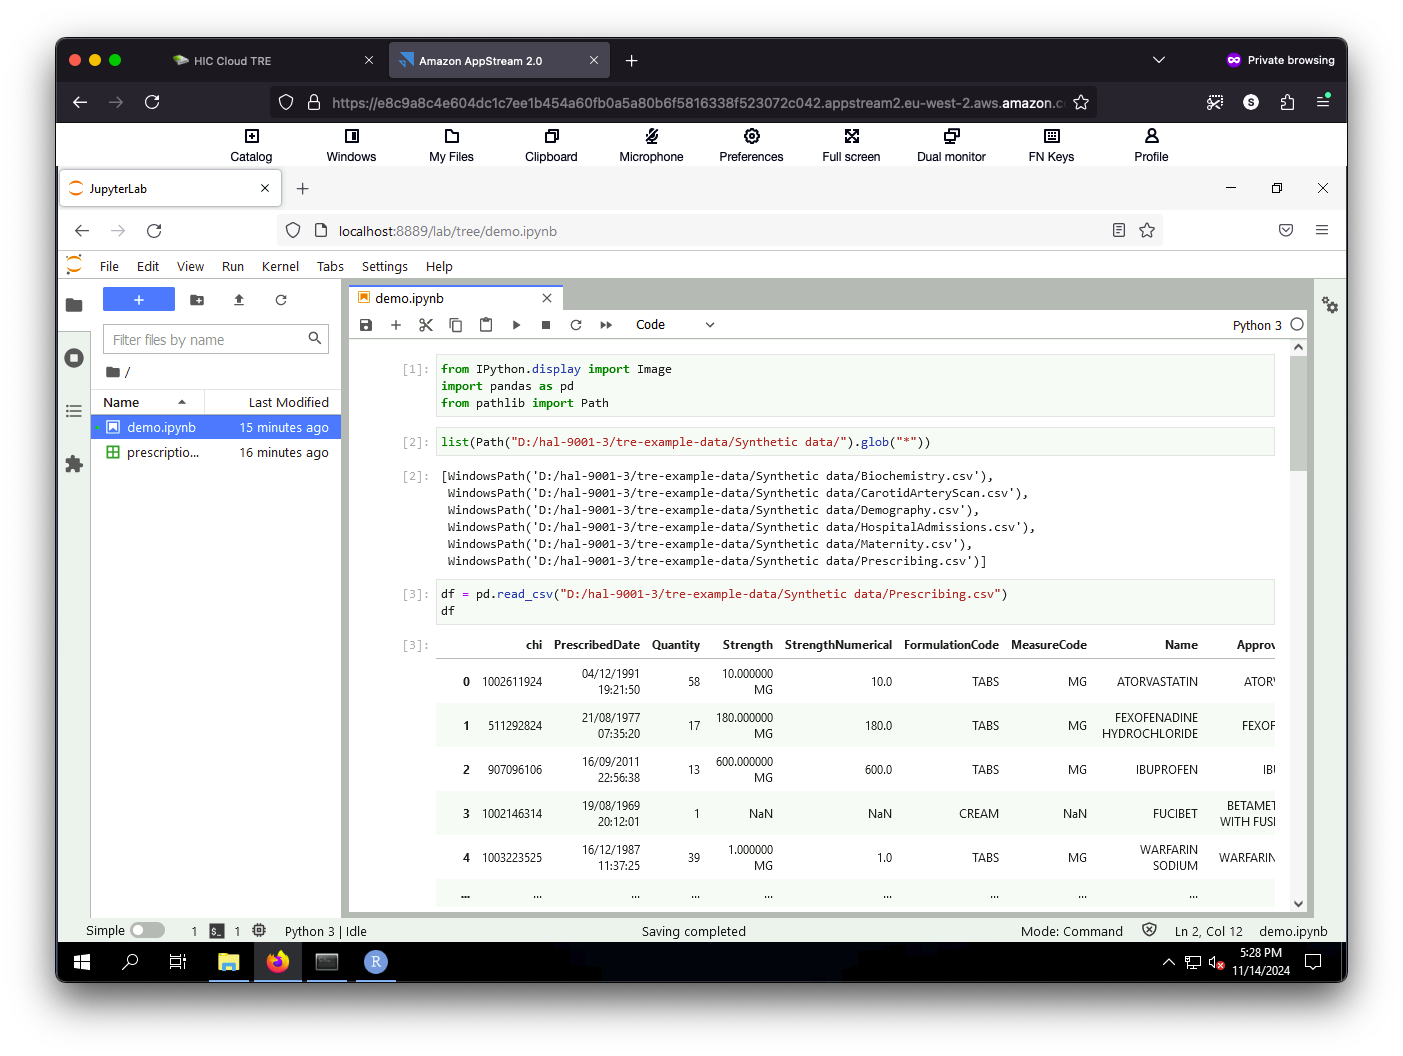 HIC Cloud TRE
Amazon AppStream 2.0
Private browsing
https://e8c9a8c4e604dc1c7ee1b454a60fb0a5a80b6f5816338f523072c042.appstream2.eu-west-2.aws.amazon.c
S
Catalog Windows My Files Clipboard Microphone Preferences Full screen Dual monitor FN Keys Profile
JupyterLab
localhost:8889/lab/tree/demo.ipynb
File Edit View Run Kernel Tabs Settings Help
Filter files by name
/
Name Last Modified
demo.ipynb 15 minutes ago
prescriptio... 16 minutes ago
demo.ipynb
Code Python 3
[1]: from IPython.display import Image
import pandas as pd
from pathlib import Path
[2]: list(Path("D:/hal-9001-3/tre-example-data/Synthetic data/").glob("*"))
[2]: [WindowsPath('D:/hal-9001-3/tre-example-data/Synthetic data/Biochemistry.csv'),
WindowsPath('D:/hal-9001-3/tre-example-data/Synthetic data/CarotidArteryScan.csv'),
WindowsPath('D:/hal-9001-3/tre-example-data/Synthetic data/Demography.csv'),
WindowsPath('D:/hal-9001-3/tre-example-data/Synthetic data/HospitalAdmissions.csv'),
WindowsPath('D:/hal-9001-3/tre-example-data/Synthetic data/Maternity.csv'),
WindowsPath('D:/hal-9001-3/tre-example-data/Synthetic data/Prescribing.csv')]
[3]: df = pd.read_csv("D:/hal-9001-3/tre-example-data/Synthetic data/Prescribing.csv")
df
[3]: chi PrescribedDate Quantity Strength StrengthNumerical FormulationCode MeasureCode Name Approv
0 1002611924 04/12/1991 19:21:50 58 10.000000 MG 10.0 TABS MG ATORVASTATIN ATORV
1 511292824 21/08/1977 07:35:20 17 180.000000 MG 180.0 TABS MG FEXOFENADINE HYDROCHLORIDE FEXOF
2 907096106 16/09/2011 22:56:38 13 600.000000 MG 600.0 TABS MG IBUPROFEN IBU
3 1002146314 19/08/1969 20:12:01 1 NaN NaN CREAM NaN FUCIBET BETAMET WITH FUSI
4 1003223525 16/12/1987 11:37:25 39 1.000000 MG 1.0 TABS MG WARFARIN SODIUM WARFARIN
... ... ... ... ... ... ... ... ...
Simple 1 $_ 1 Python 3 | Idle Saving completed Mode: Command Ln 2, Col 12 demo.ipynb
R
5:28 PM
11/14/2024